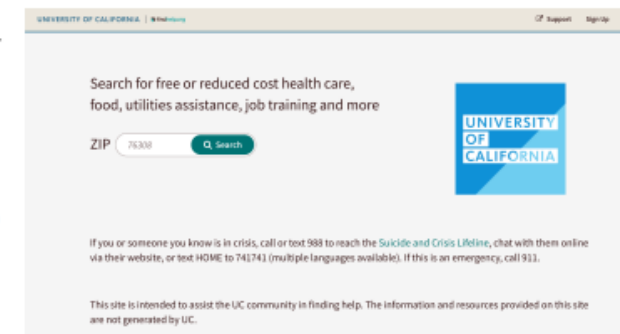 UNIVERSITY OF CALIFORNIA | findhelp.org
Support Sign Up
Search for free or reduced cost health care,
food, utilities assistance, job training and more
ZIP 76308 Search
UNIVERSITY
OF
CALIFORNIA
If you or someone you know is in crisis, call or text 988 to reach the Suicide and Crisis Lifeline, chat with them online
via their website, or text HOME to 741741 (multiple languages available). If this is an emergency, call 911.
This site is intended to assist the UC community in finding help. The information and resources provided on this site
are not generated by UC.